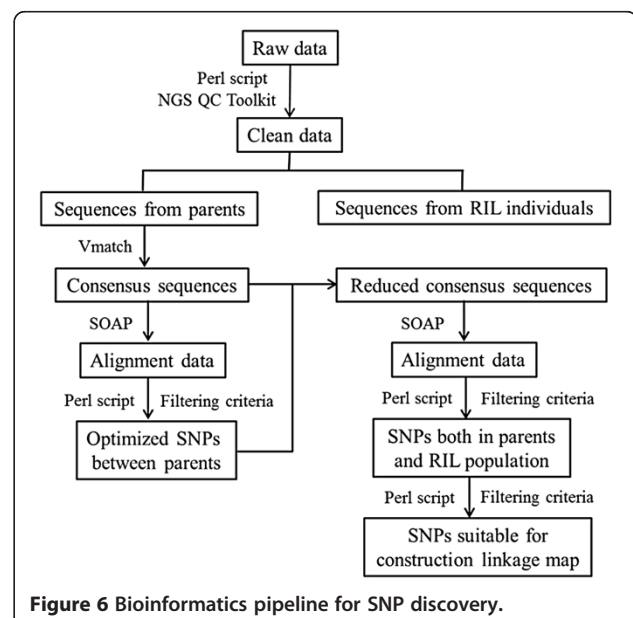 Raw data
Perl script
NGS QC Toolkit
Clean data
Sequences from parents
Sequences from RIL individuals
Vmatch
Consensus sequences
Reduced consensus sequences
SOAP
SOAP
Alignment data
Alignment data
Perl script
Filtering criteria
Perl script
Filtering criteria
Optimized SNPs
between parents
SNPs both in parents
and RIL population
Perl script
Filtering criteria
SNPs suitable for
construction linkage map
Figure 6 Bioinformatics pipeline for SNP discovery.